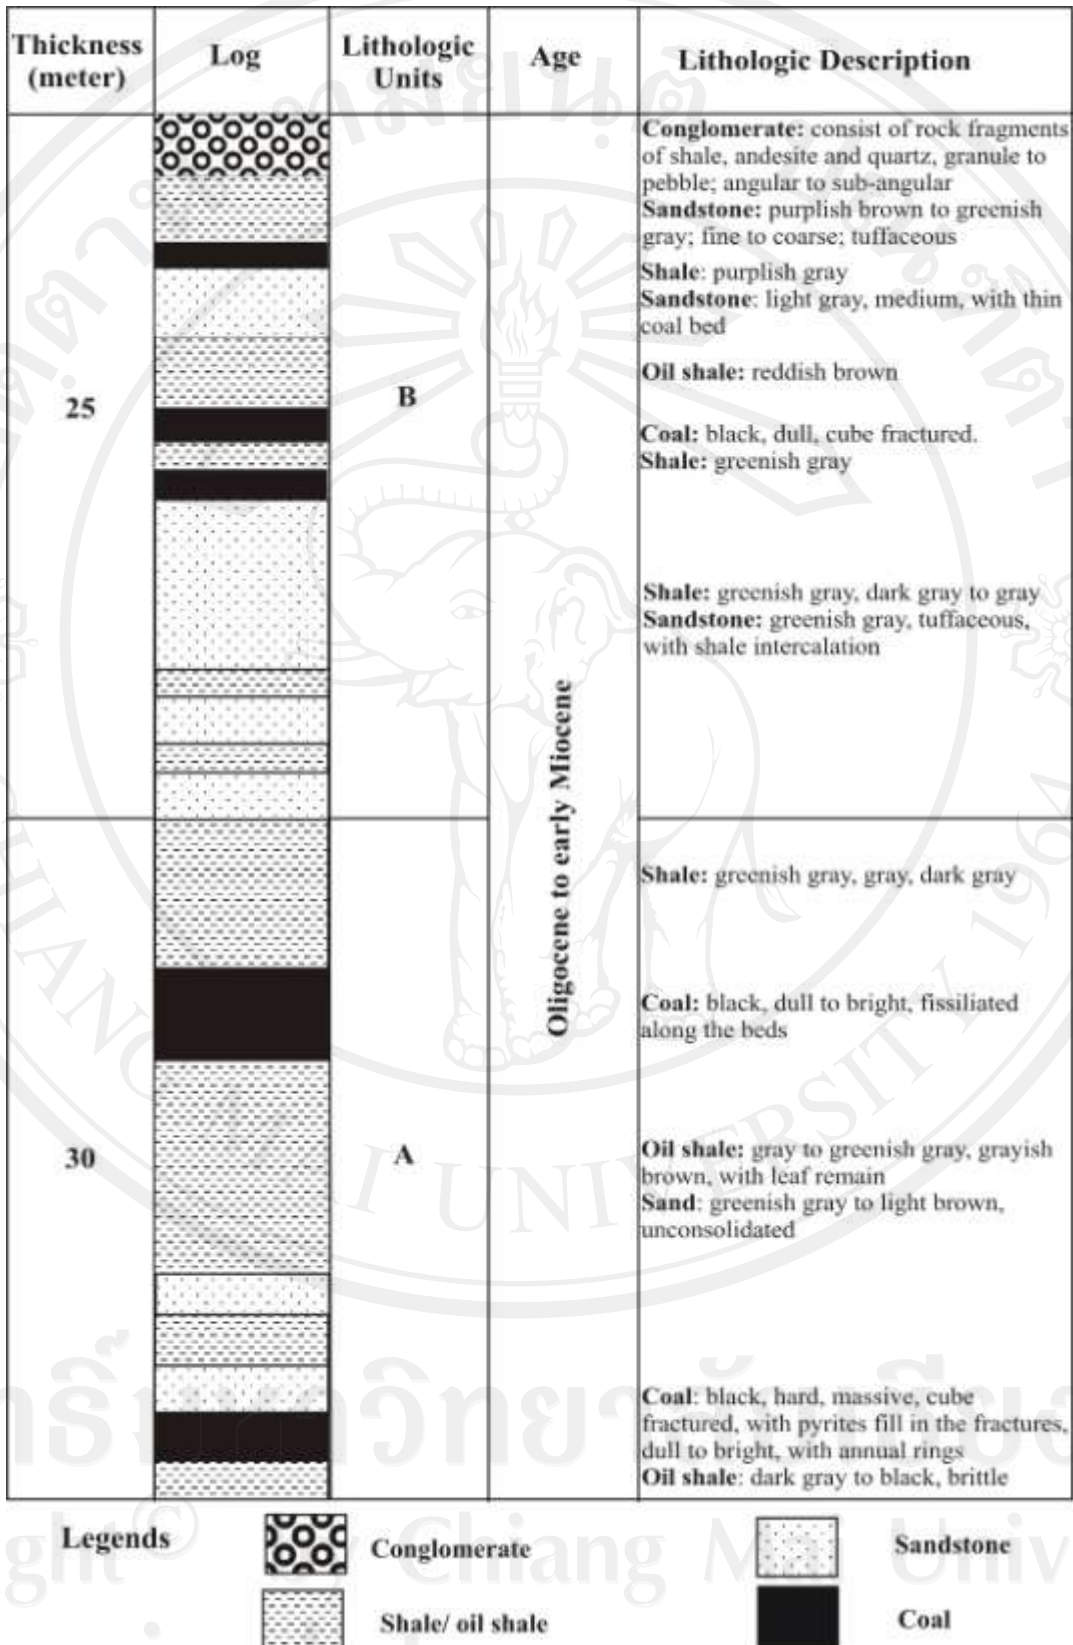 Thickness
(meter)
Log
Lithologic
Units
Age
Lithologic Description
25
B
Conglomerate: consist of rock fragments
of shale, andesite and quartz, granule to
pebble; angular to sub-angular
Sandstone: purplish brown to greenish
gray; fine to coarse; tuffaceous
Shale: purplish gray
Sandstone: light gray, medium, with thin
coal bed
Oil shale: reddish brown
Coal: black, dull, cube fractured.
Shale: greenish gray
Shale: greenish gray, dark gray to gray
Sandstone: greenish gray, tuffaceous,
with shale intercalation
Oligocene to early Miocene
30
A
Shale: greenish gray, gray, dark gray
Coal: black, dull to bright, fissiliated
along the beds
Oil shale: gray to greenish gray, grayish
brown, with leaf remain
Sand: greenish gray to light brown,
unconsolidated
Coal: black, hard, massive, cube
fractured, with pyrites fill in the fractures,
dull to bright, with annual rings
Oil shale: dark gray to black, brittle
Legends
Conglomerate
Sandstone
Shale/ oil shale
Coal
UNIVERSITY 1964
Chiang